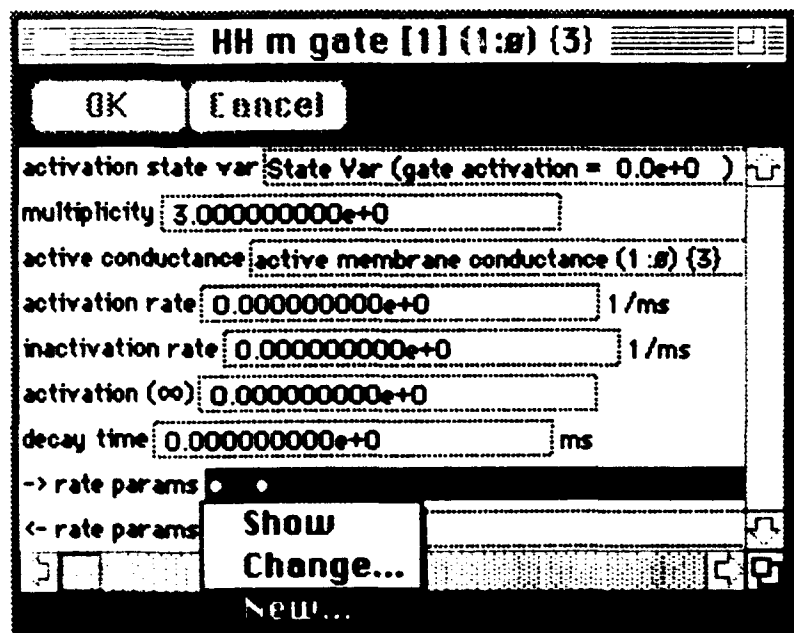 HH m gate [1] (1:ø) {3}
OK Cancel
activation state var State Var (gate activation = 0.0e+0 )
multiplicity 3.000000000e+0
active conductance active membrane conductance (1:ø) {3}
activation rate 0.000000000e+0 1/ms
inactivation rate 0.000000000e+0 1/ms
activation (∞) 0.000000000e+0
decay time 0.000000000e+0 ms
-> rate params
<- rate params
Show
Change...
New...